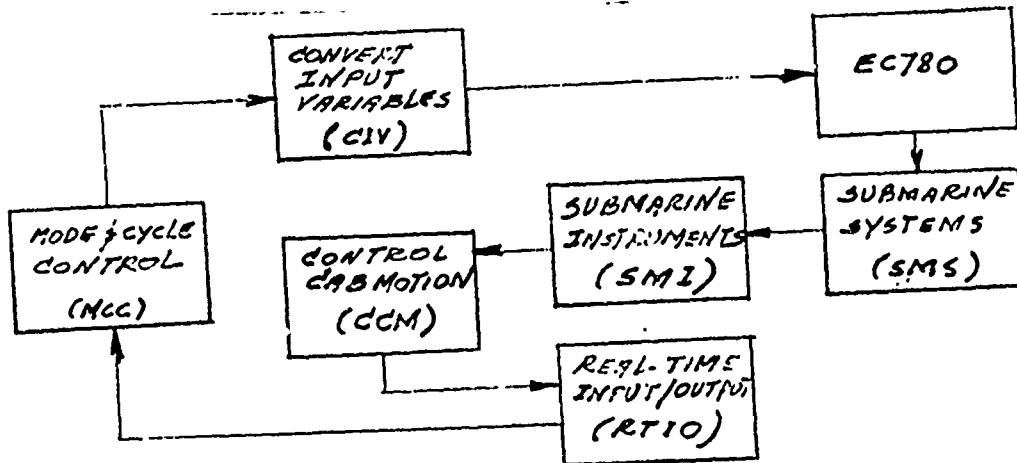 CONVERT
INPUT
VARIABLES
(CIV)
EC780
MODE & CYCLE
CONTROL
(MCC)
CONTROL
CAB MOTION
(CCM)
SUBMARINE
INSTRUMENTS
(SMI)
SUBMARINE
SYSTEMS
(SMS)
REAL-TIME
INPUT/OUTPUT
(RTIO)